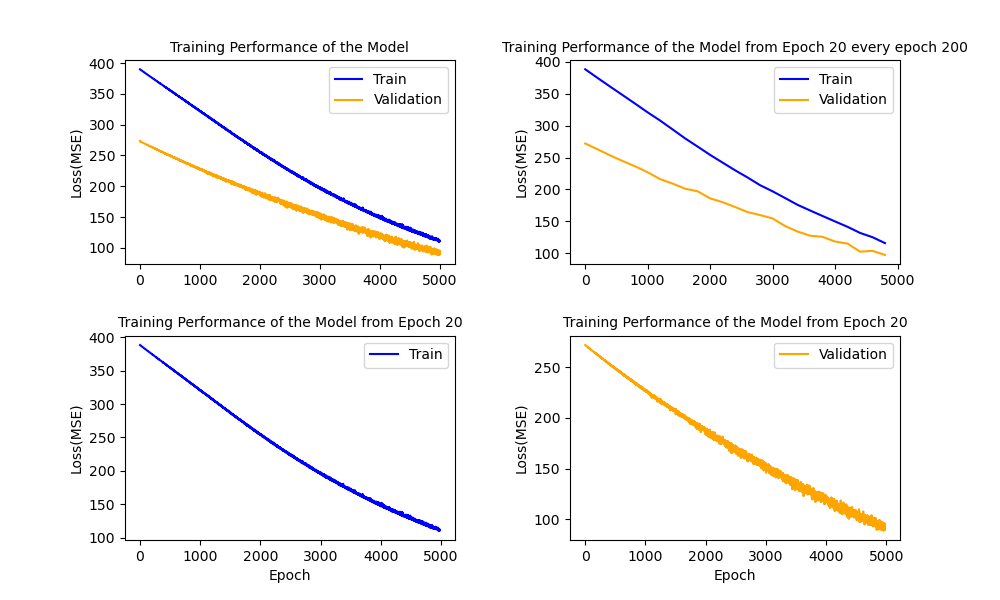 Training Performance of the Model
Loss(MSE)
400
350
300
250
200
150
100
0 1000 2000 3000 4000 5000
Train
Validation
Training Performance of the Model from Epoch 20 every epoch 200
Loss(MSE)
400
350
300
250
200
150
100
0 1000 2000 3000 4000 5000
Train
Validation
Training Performance of the Model from Epoch 20
Loss(MSE)
400
350
300
250
200
150
100
0 1000 2000 3000 4000 5000
Epoch
Train
Training Performance of the Model from Epoch 20
Loss(MSE)
250
200
150
100
0 1000 2000 3000 4000 5000
Epoch
Validation